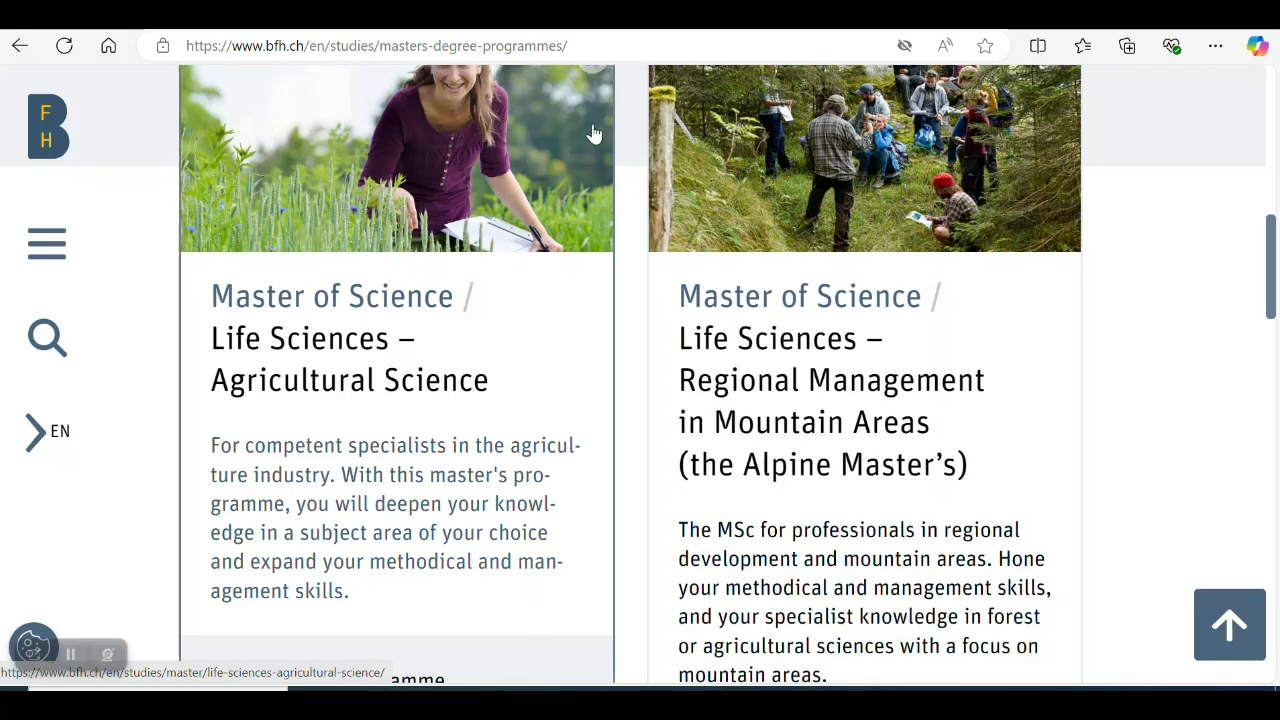 https://www.bfh.ch/en/studies/masters-degree-programmes/
F
H
EN
Master of Science /
Life Sciences –
Agricultural Science
For competent specialists in the agricul-
ture industry. With this master's pro-
gramme, you will deepen your knowl-
edge in a subject area of your choice
and expand your methodical and man-
agement skills.
Master of Science /
Life Sciences –
Regional Management
in Mountain Areas
(the Alpine Master's)
The MSc for professionals in regional
development and mountain areas. Hone
your methodical and management skills,
and your specialist knowledge in forest
or agricultural sciences with a focus on
mountain areas.
https://www.bfh.ch/en/studies/master/life-sciences-agricultural-science/
amme